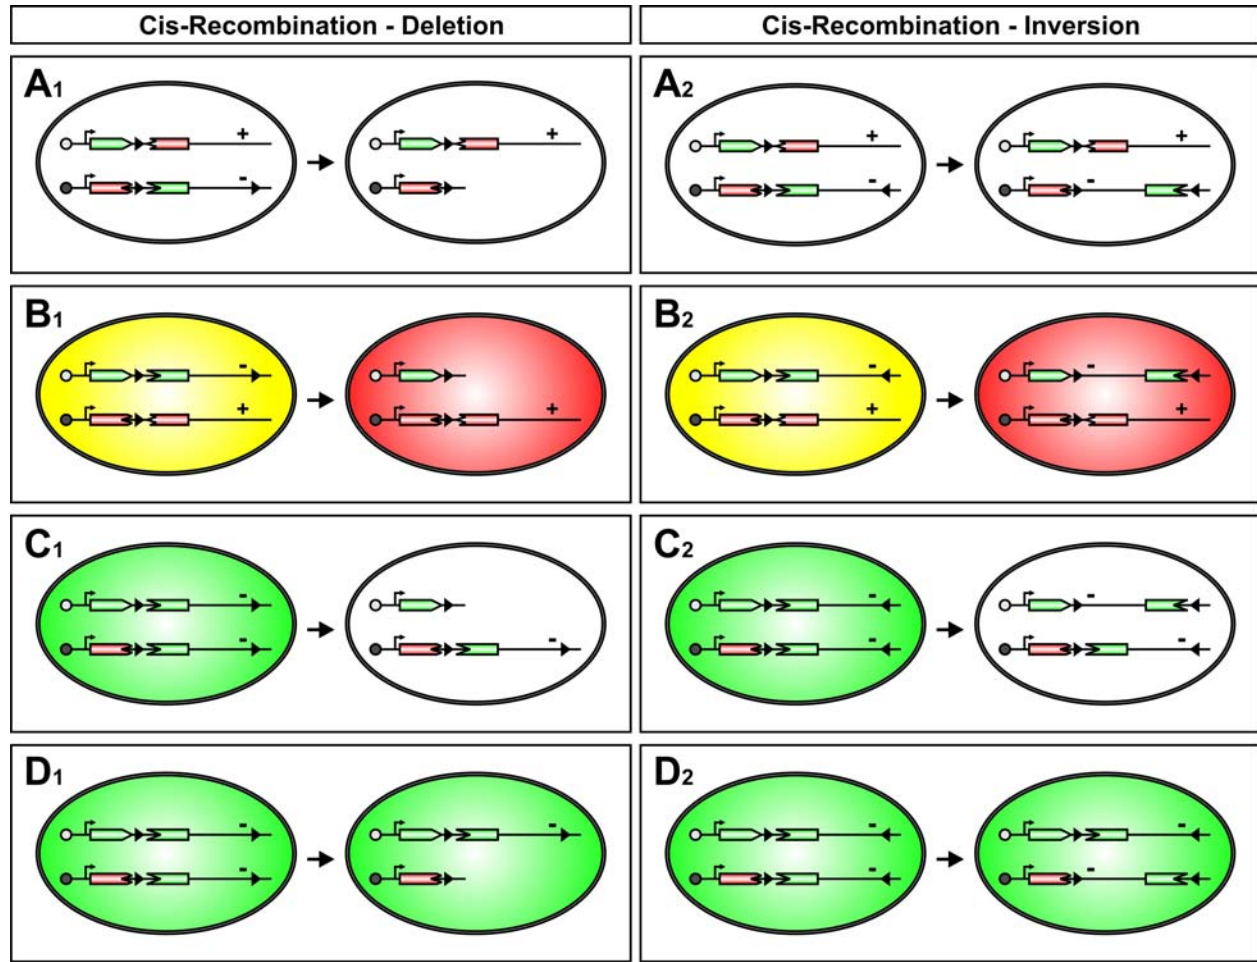 Cis-Recombination - Deletion
Cis-Recombination - Inversion
A1
+
+
-
A2
+
+
-
-
B1
-
+
+
B2
-
-
+
+
C1
-
-
-
C2
-
-
-
-
D1
-
-
-
D2
-
-
-
-